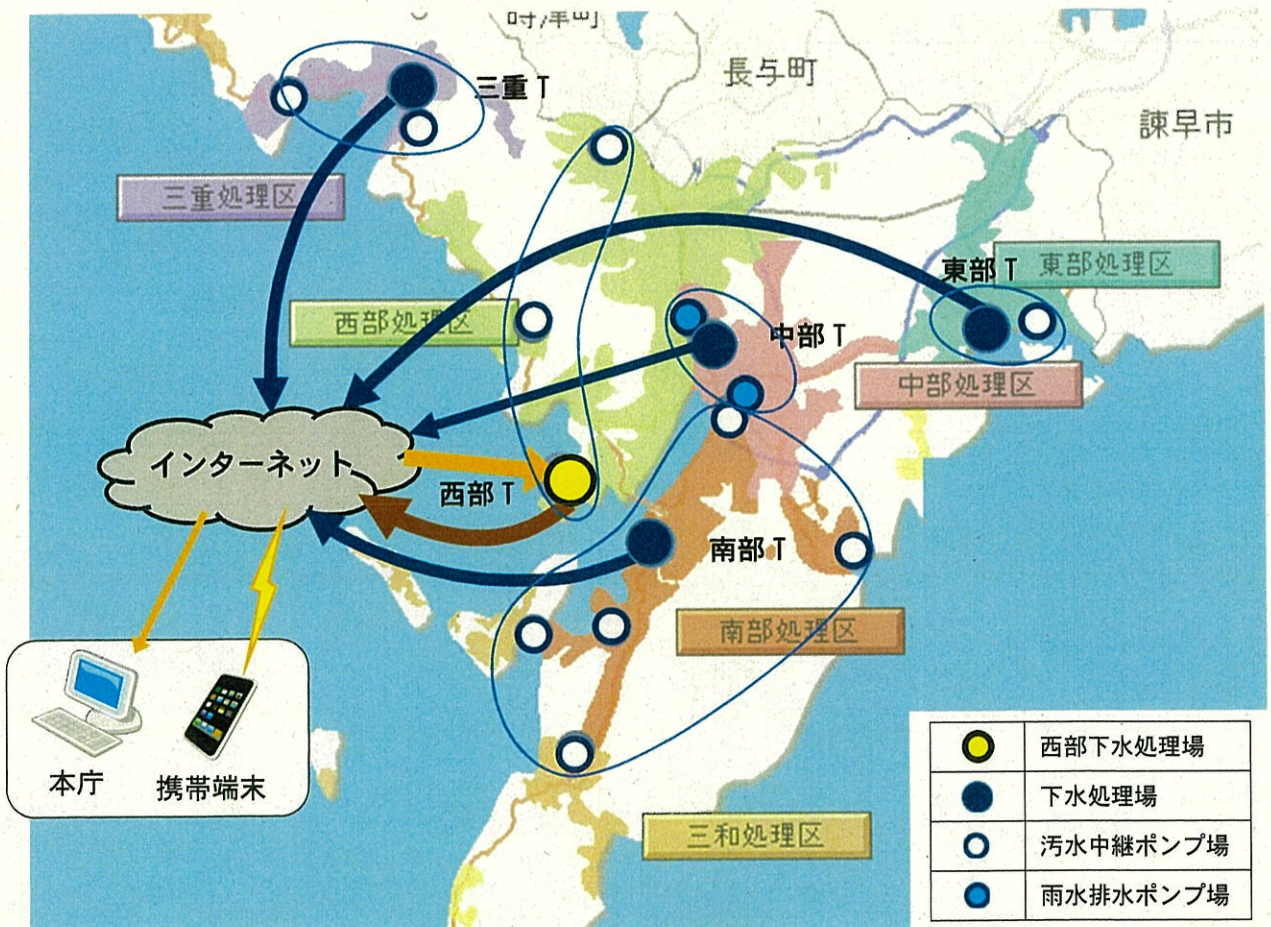 時津町
長与町
諫早市
三重T
三重処理区
東部T
東部処理区
西部処理区
中部T
中部処理区
インターネット
西部T
南部T
南部処理区
本庁
携帯端末
三和処理区
西部下水処理場
下水処理場
汚水中継ポンプ場
雨水排水ポンプ場